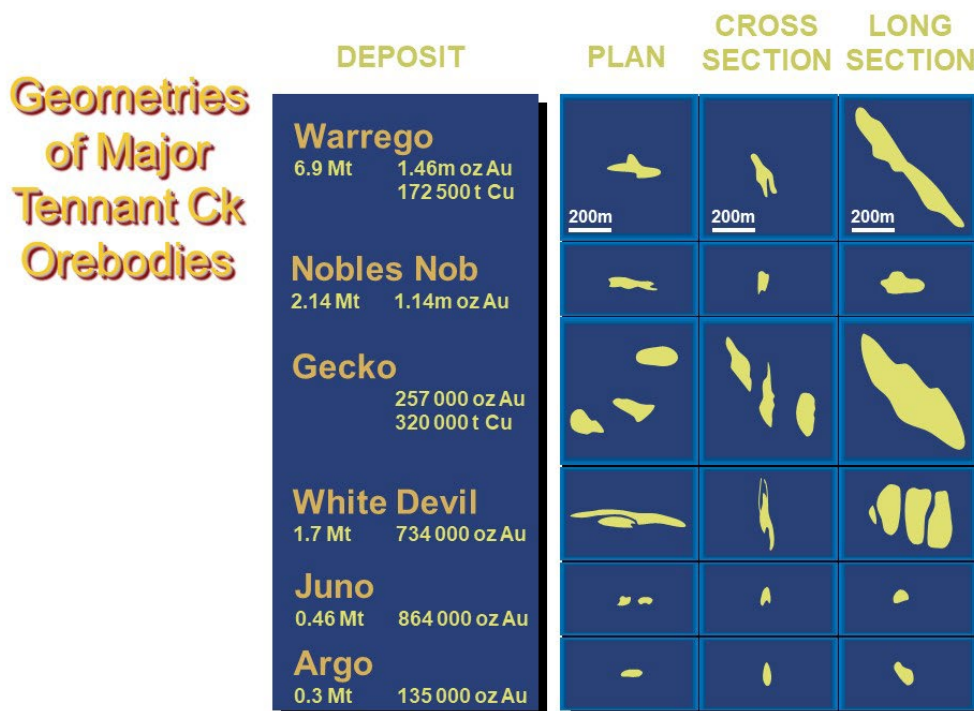 Geometries
of Major
Tennant Ck
Orebodies
DEPOSIT
PLAN
CROSS
SECTION
LONG
SECTION
Warrego
6.9 Mt 1.46m oz Au
172 500 t Cu
200m 200m 200m
Nobles Nob
2.14 Mt 1.14m oz Au
Gecko
257 000 oz Au
320 000 t Cu
White Devil
1.7 Mt 734 000 oz Au
Juno
0.46 Mt 864 000 oz Au
Argo
0.3 Mt 135 000 oz Au